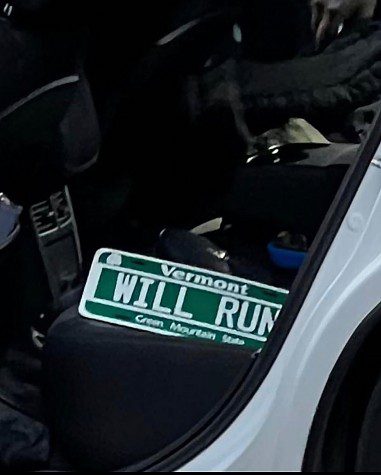 Vermont
WILL RUN
Green Mountain State